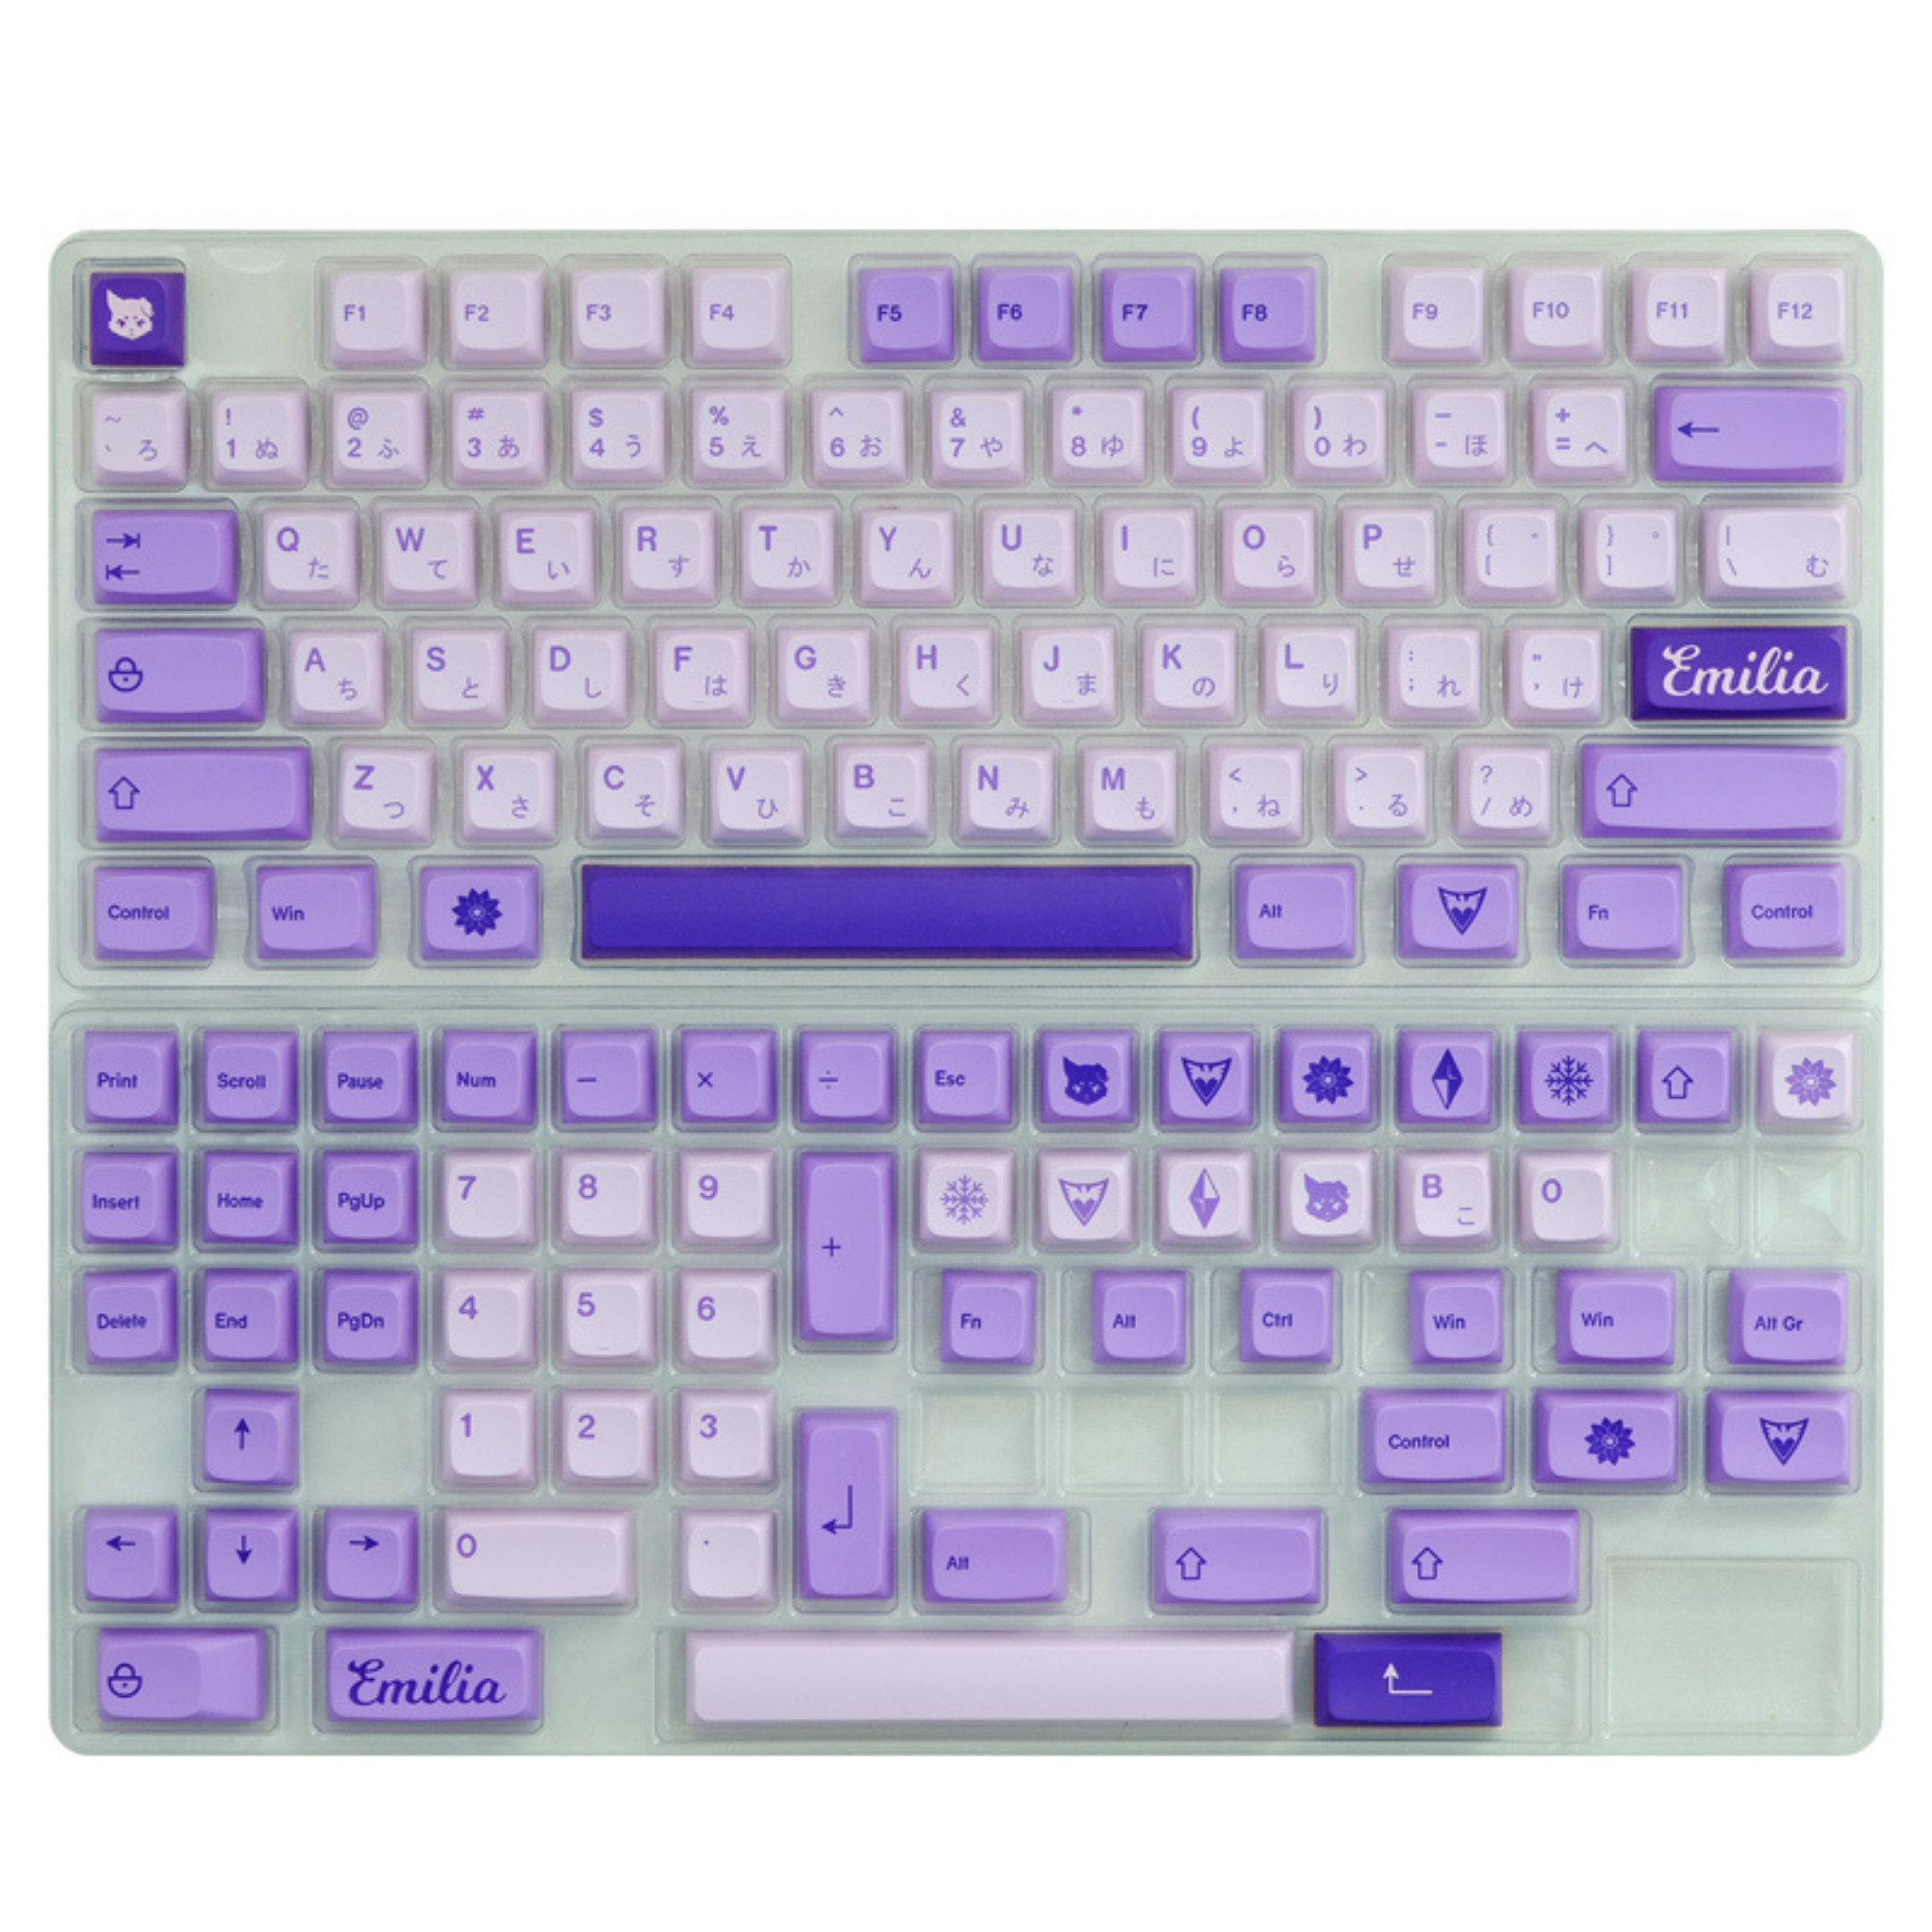 F1 F2 F3 F4 F5 F6 F7 F8 F9 F10 F11 F12
~ ! @ # $ % ^ & * ( ) _ +
` ろ 1 ぬ 2 ふ 3 あ 4 う 5 え 6 お 7 や 8 ゆ 9 よ 0 わ - ほ = へ ←
Q W E R T Y U I O P { ゛ } ゜ |
た て い す か ん な に ら せ [ ] \ む
A S D F G H J K L : " Emilia
ち と し は き く ま の り ; れ ' け
Z X C V B N M < > ?
つ さ そ ひ こ み も , ね . る / め
Control Win Alt Fn Control
Print Scroll Pause Num − × ÷ Esc
Insert Home PgUp 7 8 9 + B こ 0
Delete End PgDn 4 5 6 Fn Alt Ctrl Win Win Alt Gr
↑ 1 2 3 Control
← ↓ → 0 . Alt
Emilia